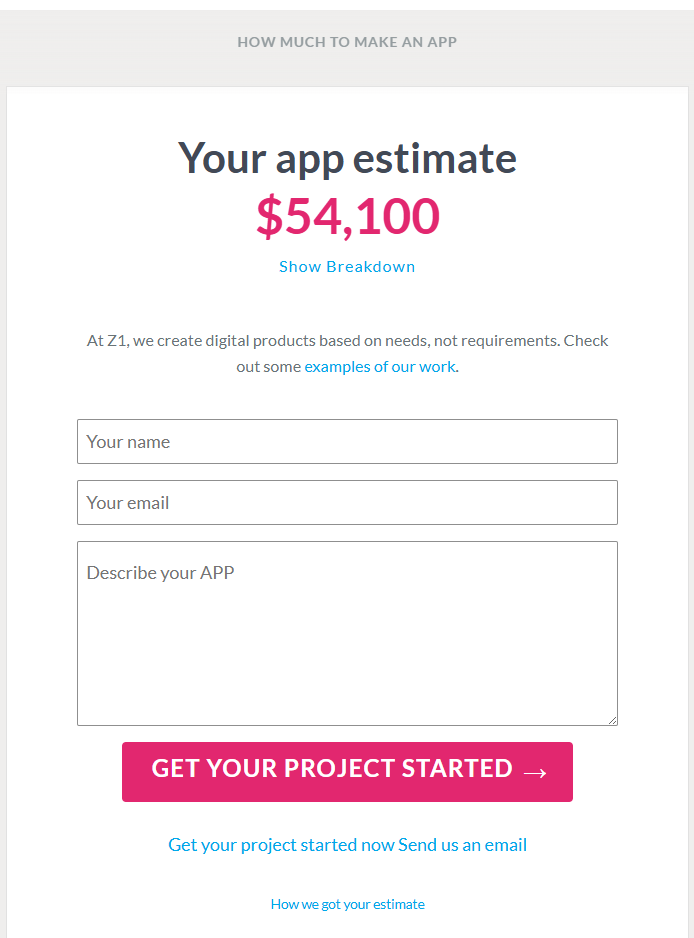 HOW MUCH TO MAKE AN APP
Your app estimate
$54,100
Show Breakdown
At Z1, we create digital products based on needs, not requirements. Check
out some examples of our work.
Your name
Your email
Describe your APP
GET YOUR PROJECT STARTED →
Get your project started now Send us an email
How we got your estimate